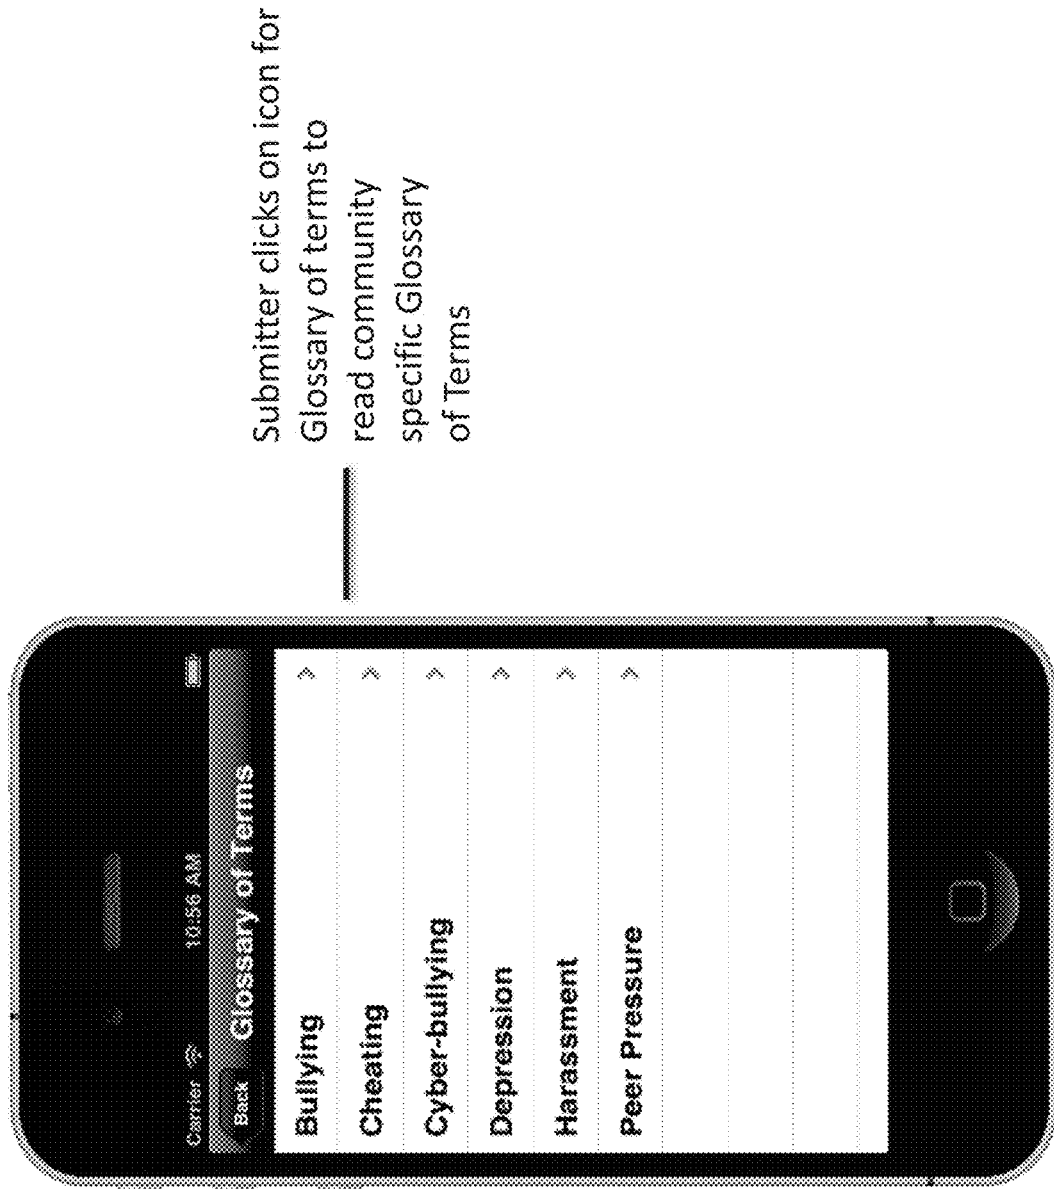 Carrier 10:56 AM
Back Glossary of Terms
Bullying
Cheating
Cyber-bullying
Depression
Harassment
Peer Pressure
Submitter clicks on icon for
Glossary of terms to
read community
specific Glossary
of Terms